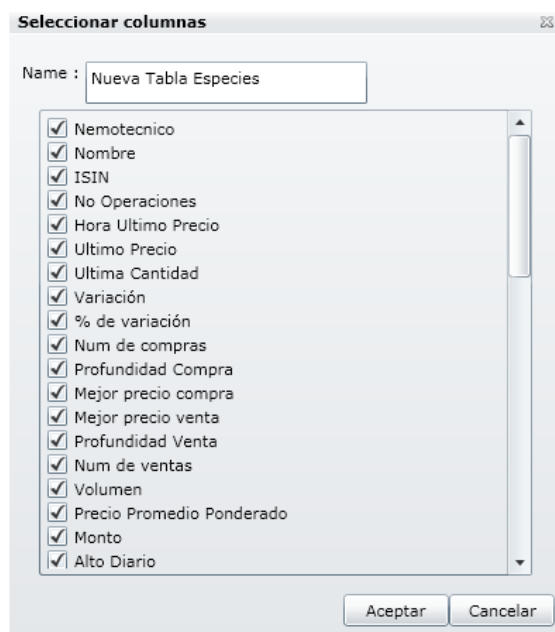 Seleccionar columnas
Name : Nueva Tabla Especies
Nemotecnico
Nombre
ISIN
No Operaciones
Hora Ultimo Precio
Ultimo Precio
Ultima Cantidad
Variación
% de variación
Num de compras
Profundidad Compra
Mejor precio compra
Mejor precio venta
Profundidad Venta
Num de ventas
Volumen
Precio Promedio Ponderado
Monto
Alto Diario
Aceptar Cancelar